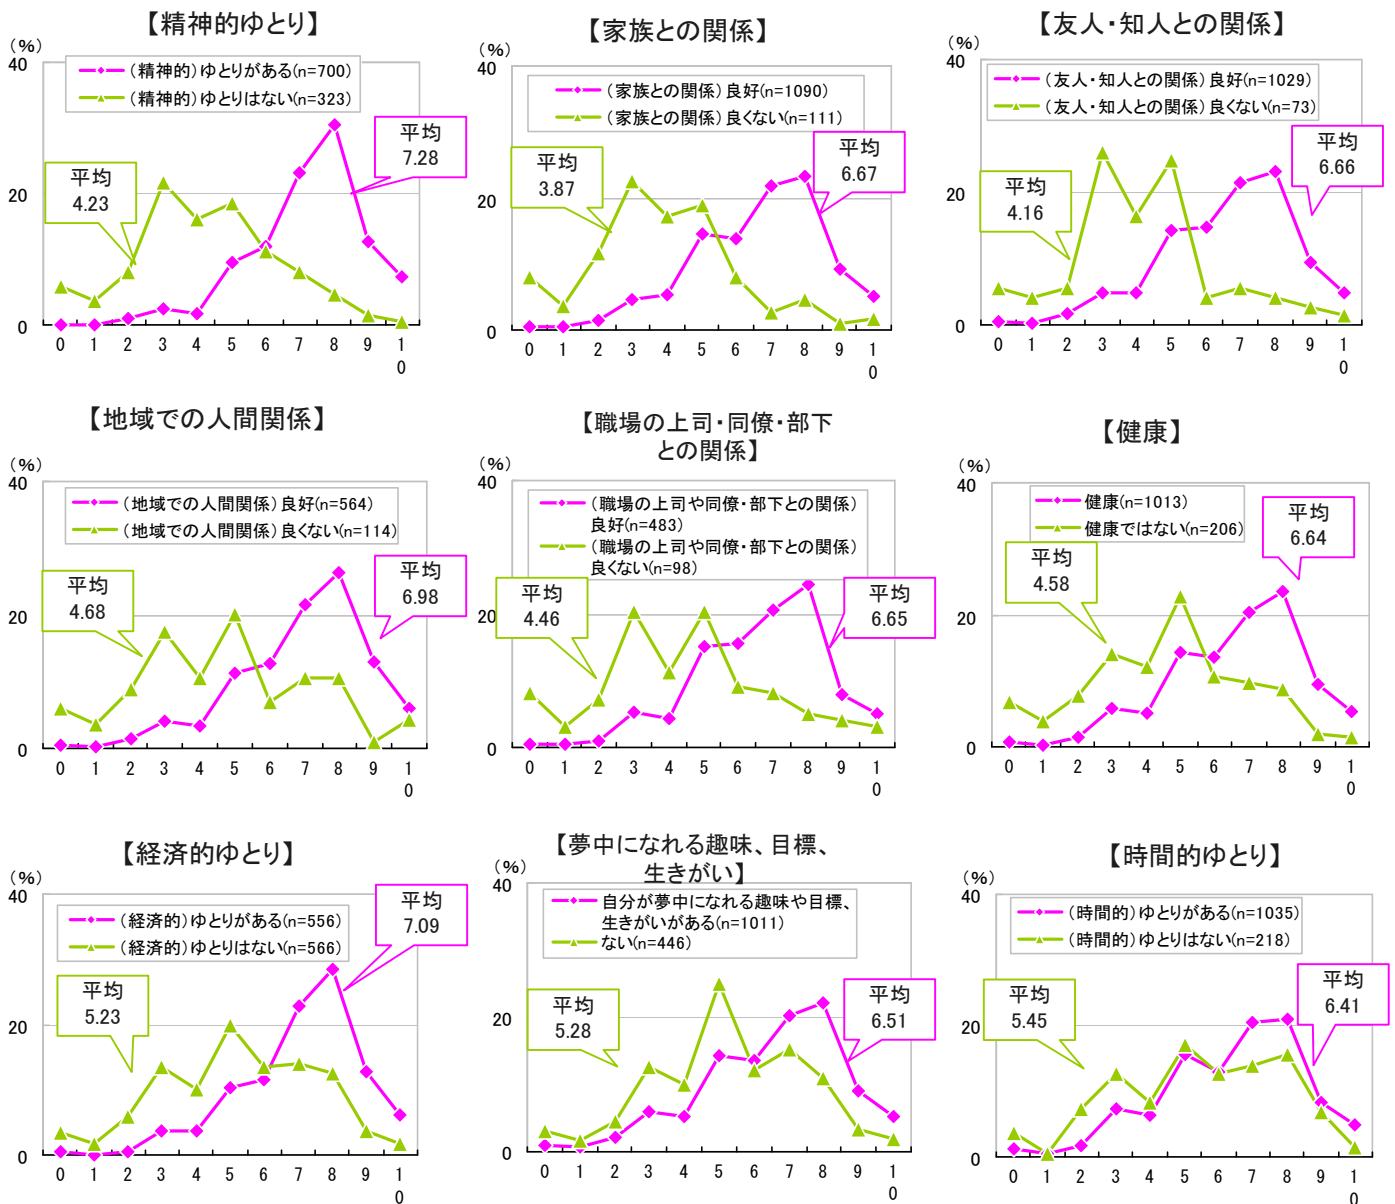 【精神的ゆとり】
（%）
40
20
0
（精神的）ゆとりがある(n=700)
（精神的）ゆとりはない(n=323)
平均
4.23
平均
7.28
0 1 2 3 4 5 6 7 8 9 1
0
【家族との関係】
（%）
40
20
0
（家族との関係）良好(n=1090)
（家族との関係）良くない(n=111)
平均
3.87
平均
6.67
0 1 2 3 4 5 6 7 8 9 1
0
【友人・知人との関係】
（%）
40
20
0
（友人・知人との関係）良好(n=1029)
（友人・知人との関係）良くない(n=73)
平均
4.16
平均
6.66
0 1 2 3 4 5 6 7 8 9 1
0
【地域での人間関係】
（%）
40
20
0
（地域での人間関係）良好(n=564)
（地域での人間関係）良くない(n=114)
平均
4.68
平均
6.98
0 1 2 3 4 5 6 7 8 9 1
0
【職場の上司・同僚・部下
との関係】
（%）
40
20
0
（職場の上司や同僚・部下との関係）
良好(n=483)
（職場の上司や同僚・部下との関係）
良くない(n=98)
平均
4.46
平均
6.65
0 1 2 3 4 5 6 7 8 9 1
0
【健康】
（%）
40
20
0
健康(n=1013)
健康ではない(n=206)
平均
4.58
平均
6.64
0 1 2 3 4 5 6 7 8 9 1
0
【経済的ゆとり】
（%）
40
20
0
（経済的）ゆとりがある(n=556)
（経済的）ゆとりはない(n=566)
平均
5.23
平均
7.09
0 1 2 3 4 5 6 7 8 9 1
0
【夢中になれる趣味、目標、
生きがい】
（%）
40
20
0
自分が夢中になれる趣味や目標、
生きがいがある(n=1011)
ない(n=446)
平均
5.28
平均
6.51
0 1 2 3 4 5 6 7 8 9 1
0
【時間的ゆとり】
（%）
40
20
0
（時間的）ゆとりがある(n=1035)
（時間的）ゆとりはない(n=218)
平均
5.45
平均
6.41
0 1 2 3 4 5 6 7 8 9 1
0